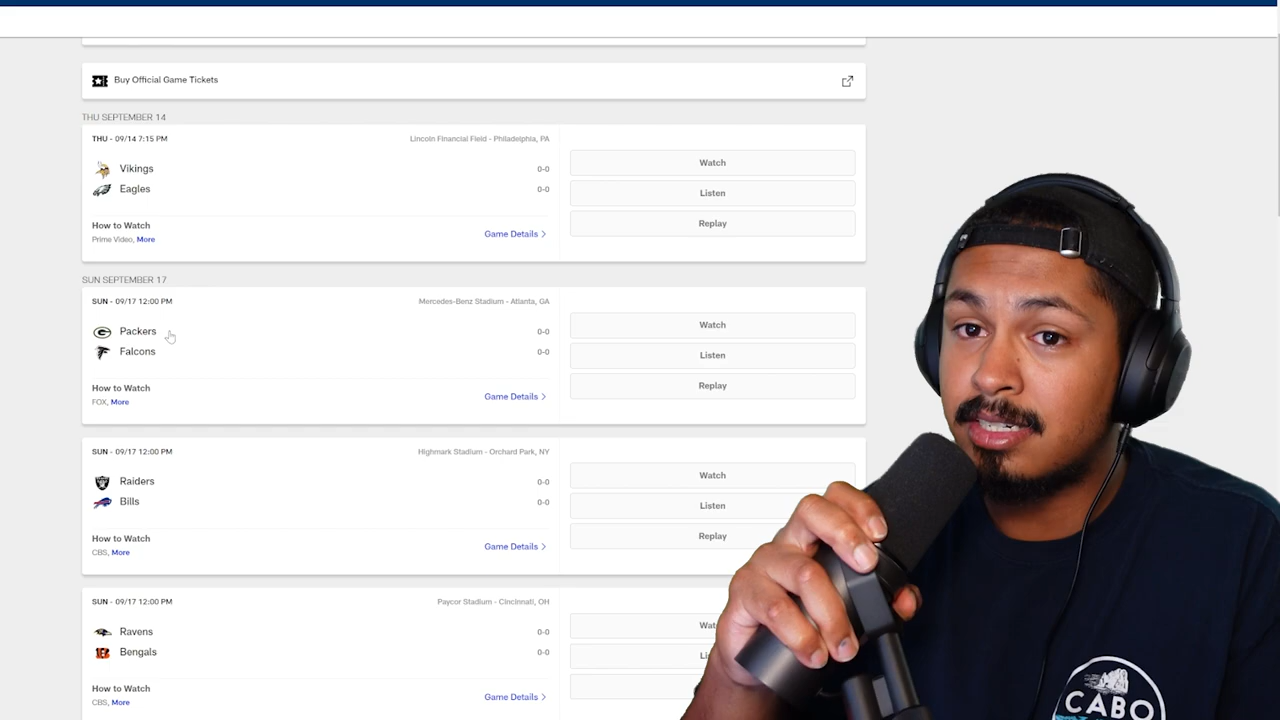 Buy Official Game Tickets
THU SEPTEMBER 14
THU - 09/14 7:15 PM
Lincoln Financial Field - Philadelphia, PA
Vikings
0-0
Eagles
0-0
How to Watch
Prime Video, More
Game Details
Watch
Listen
Replay
SUN SEPTEMBER 17
SUN - 09/17 12:00 PM
Mercedes-Benz Stadium - Atlanta, GA
Packers
0-0
Falcons
0-0
How to Watch
FOX, More
Game Details
Watch
Listen
Replay
SUN - 09/17 12:00 PM
Highmark Stadium - Orchard Park, NY
Raiders
0-0
Bills
0-0
How to Watch
CBS, More
Game Details
Watch
Listen
Replay
SUN - 09/17 12:00 PM
Paycor Stadium - Cincinnati, OH
Ravens
0-0
Bengals
0-0
How to Watch
CBS, More
Game Details
CABO